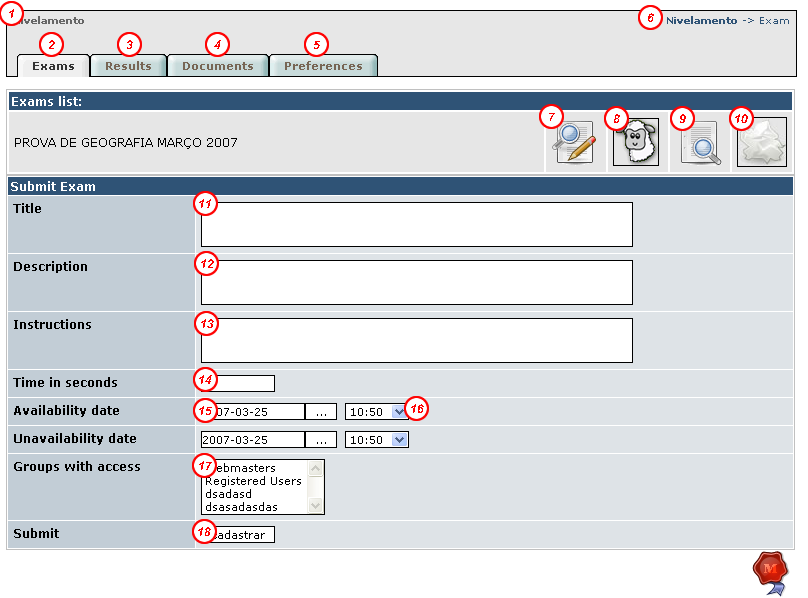 1 Nivelamento 6 Nivelamento -> Exam
2 3 4 5
Exams Results Documents Preferences
Exams list:
7 8 9 10
PROVA DE GEOGRAFIA MARÇO 2007
Submit Exam
Title 11
Description 12
Instructions 13
Time in seconds 14
Availability date 15 2007-03-25 ... 10:50 16
Unavailability date 2007-03-25 ... 10:50
Groups with access 17 Webmasters
Registered Users
dsadasd
dsasadasdas
Submit 18 Cadastrar
M